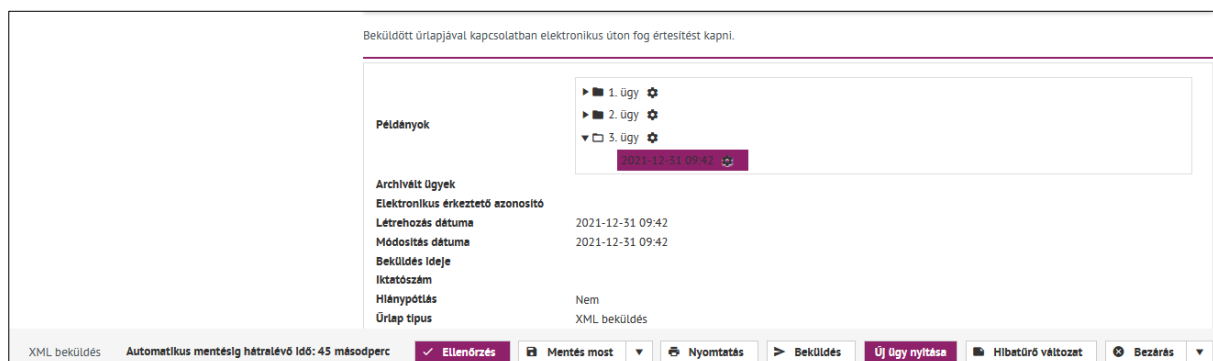 Beküldött űrlapjával kapcsolatban elektronikus úton fog értesítést kapni.
Példányok
1. ügy
2. ügy
3. ügy
2021-12-31 09:42
Archivált ügyek
Elektronikus érkeztető azonosító
Létrehozás dátuma 2021-12-31 09:42
Módosítás dátuma 2021-12-31 09:42
Beküldés ideje
Iktatószám
Hiánypótlás Nem
Űrlap típus XML beküldés
XML beküldés Automatikus mentésig hátralévő idő: 45 másodperc Ellenőrzés Mentés most Nyomtatás Beküldés Új ügy nyitása Hibatűrő változat Bezárás